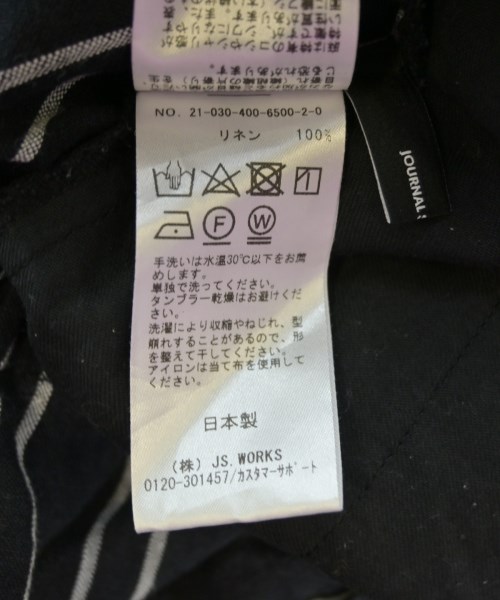 NO. 21-030-400-6500-2-0
リネン 100%
手洗いは水温30℃以下をお薦
めします。
単独で洗ってください。
タンブラー乾燥はお避けくださ
い。
洗濯により収縮やねじれ、型
崩れすることがあるので、形
を整えて干してください。
アイロンは当て布を使用して
ください。
日本製
(株) JS.WORKS
0120-301457/カスタマーサポート
JOURNAL